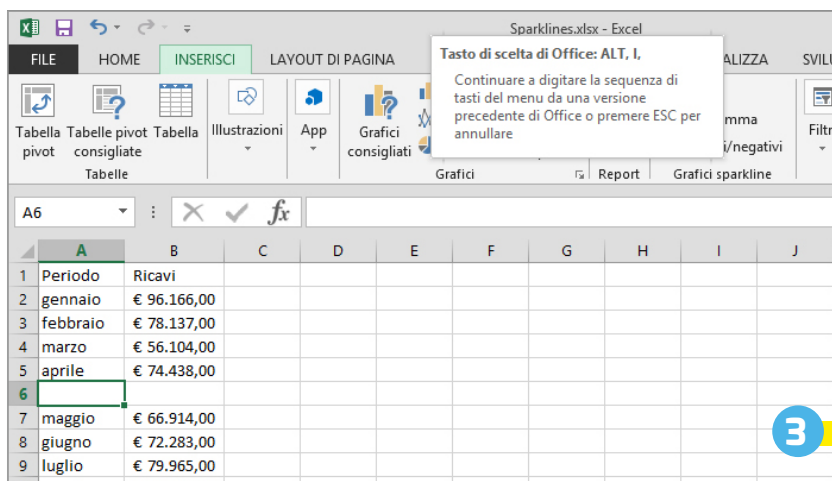 Sparklines.xlsx - Excel
FILE HOME INSERISCI LAYOUT DI PAGINA ALIZZA SVILU
Tasto di scelta di Office: ALT, I,
Continuare a digitare la sequenza di
tasti del menu da una versione
precedente di Office o premere ESC per
annullare
Tabella pivot
Tabelle pivot consigliate
Tabella
Illustrazioni
App
Grafici consigliati
mma
i/negativi
Filtr
Tabelle Grafici Report Grafici sparkline
A6 fx
A B C D E F G H I J
1 Periodo Ricavi
2 gennaio € 96.166,00
3 febbraio € 78.137,00
4 marzo € 56.104,00
5 aprile € 74.438,00
6
7 maggio € 66.914,00
8 giugno € 72.283,00
9 luglio € 79.965,00
3